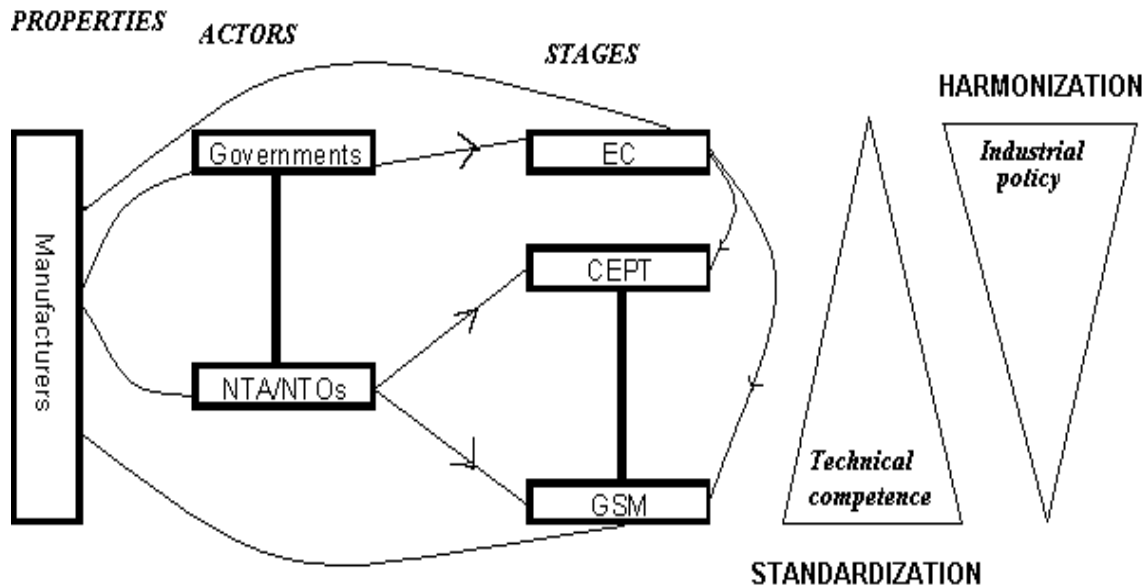 PROPERTIES
ACTORS
STAGES
HARMONIZATION
Manufacturers
Governments
EC
Industrial
policy
CEPT
NTA/NTOs
Technical
competence
GSM
STANDARDIZATION